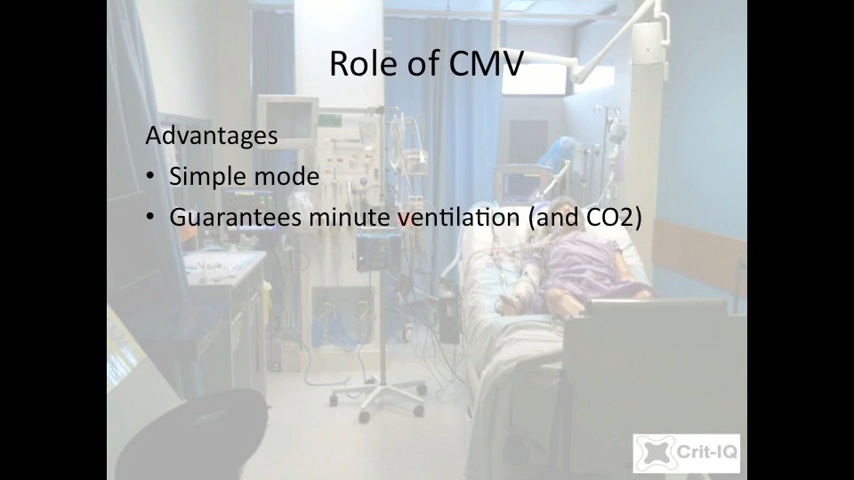 Role of CMV
Advantages
• Simple mode
• Guarantees minute ventilation (and CO2)
Crit-IQ